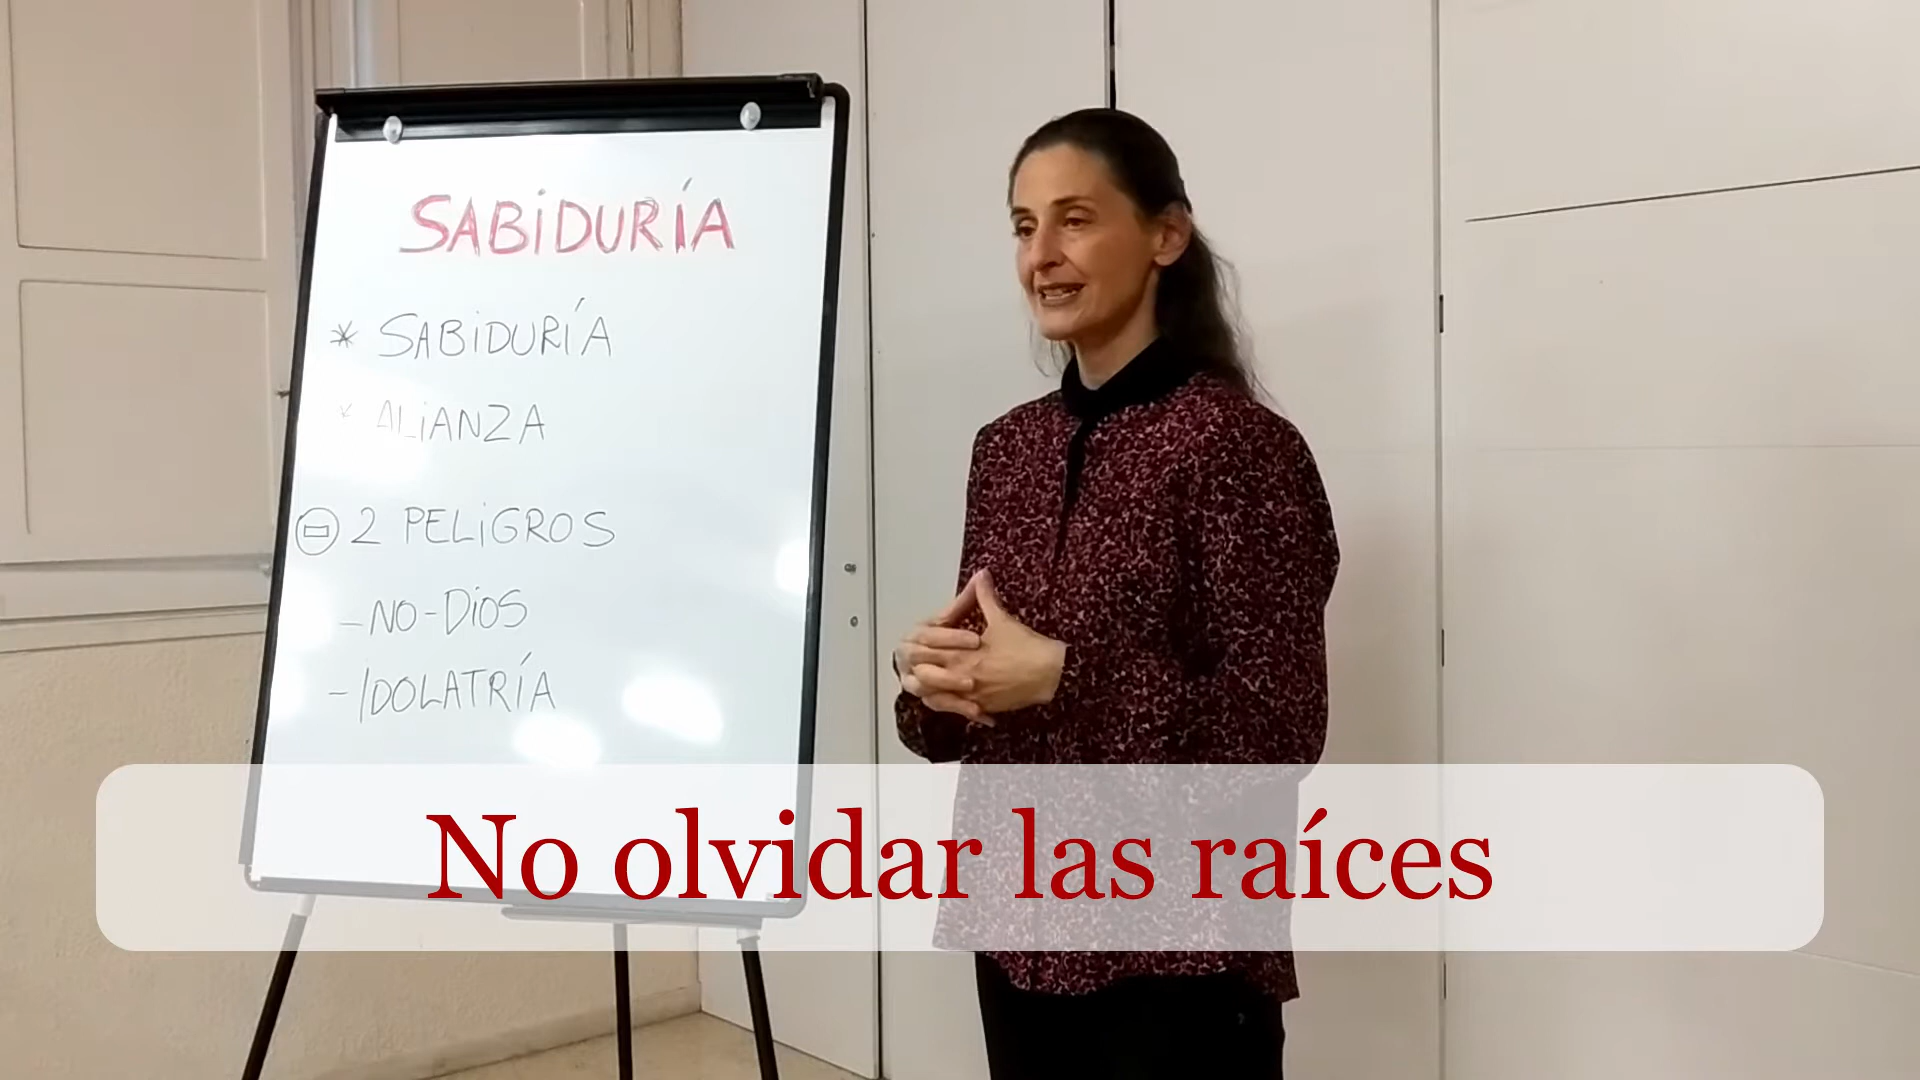 SABIDURÍA
* SABIDURÍA
* ALIANZA
⊖ 2 PELIGROS
- NO-DIOS
- IDOLATRÍA
No olvidar las raíces